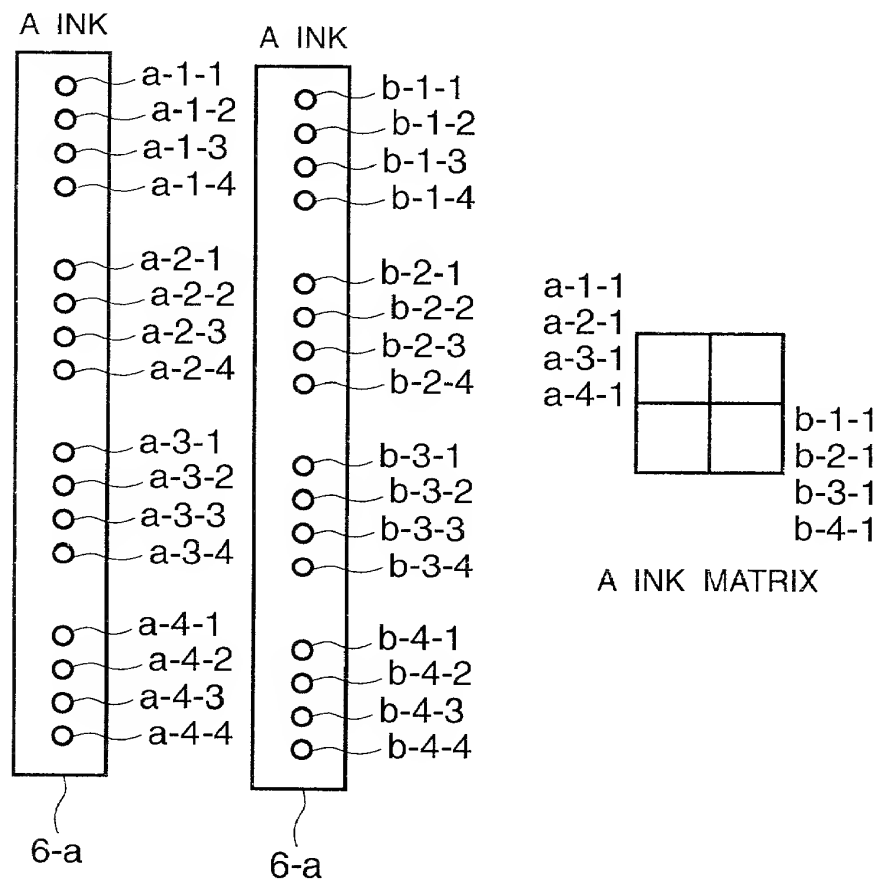 A INK
a-1-1
a-1-2
a-1-3
a-1-4
a-2-1
a-2-2
a-2-3
a-2-4
a-3-1
a-3-2
a-3-3
a-3-4
a-4-1
a-4-2
a-4-3
a-4-4
6-a
A INK
b-1-1
b-1-2
b-1-3
b-1-4
b-2-1
b-2-2
b-2-3
b-2-4
b-3-1
b-3-2
b-3-3
b-3-4
b-4-1
b-4-2
b-4-3
b-4-4
6-a
a-1-1
a-2-1
a-3-1
a-4-1
b-1-1
b-2-1
b-3-1
b-4-1
A INK MATRIX